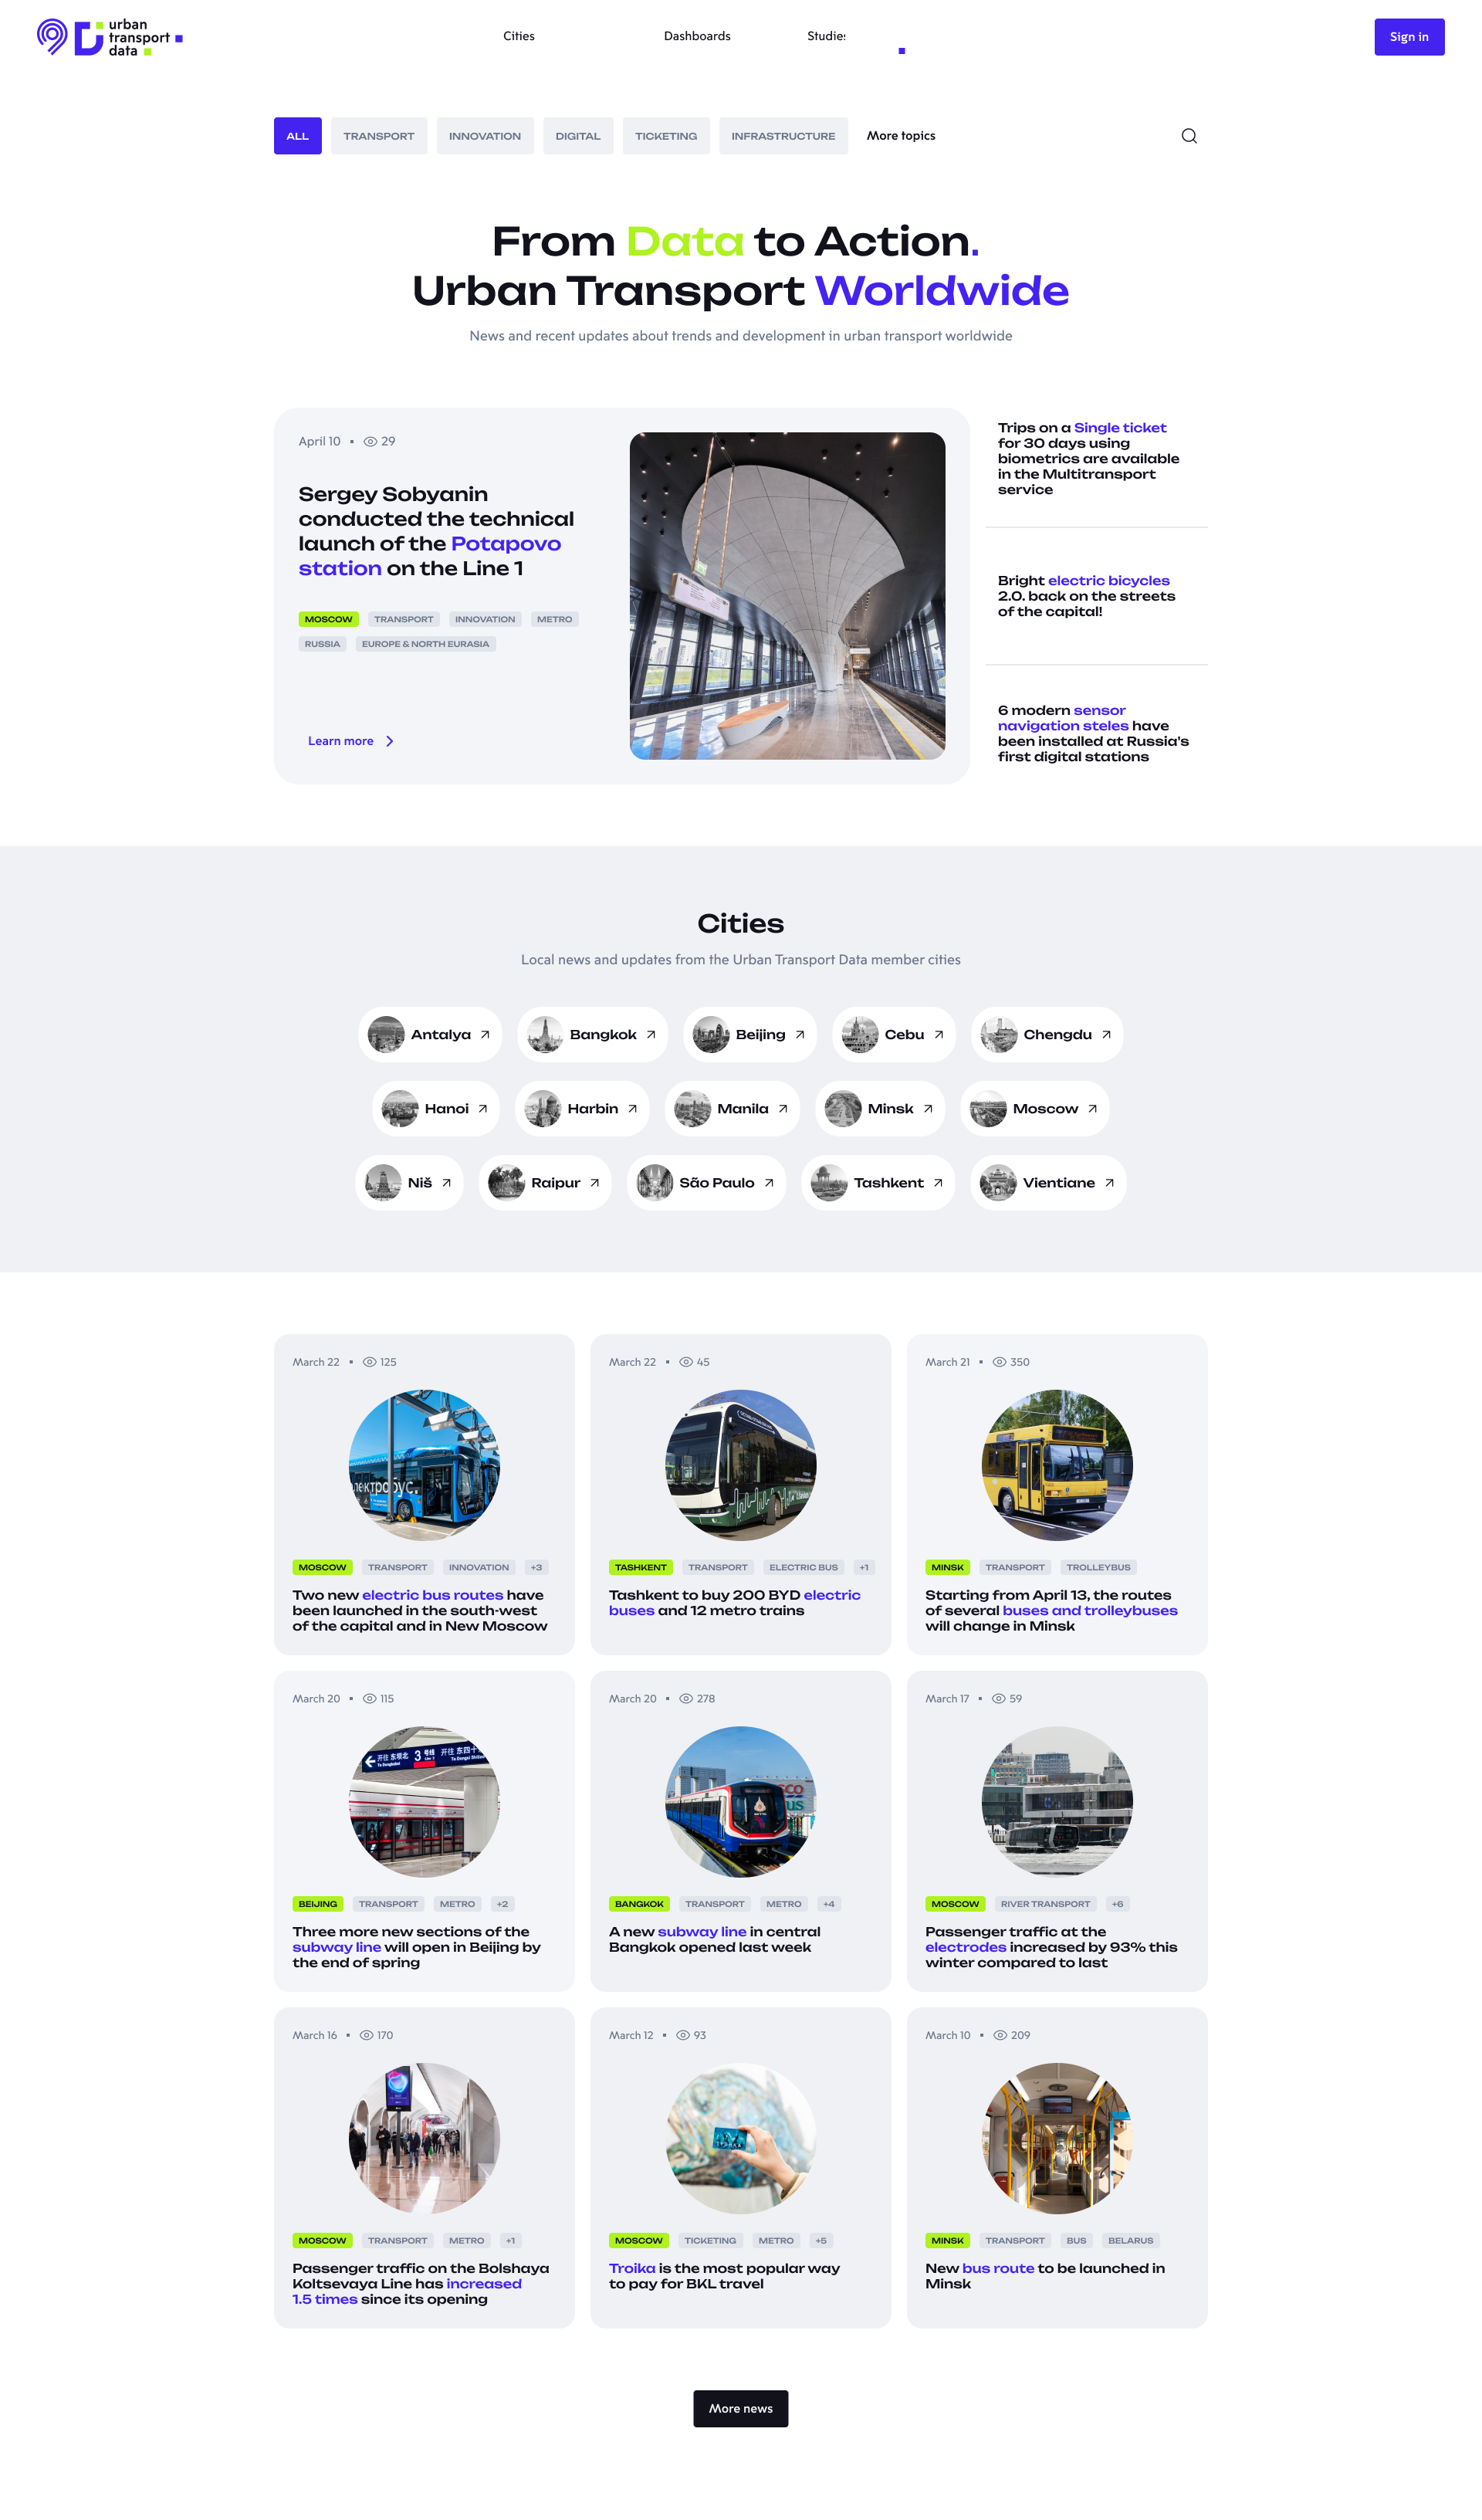 urban
transport
data
Cities
Dashboards
Studies
Sign in
ALL
TRANSPORT
INNOVATION
DIGITAL
TICKETING
INFRASTRUCTURE
More topics
From Data to Action.
Urban Transport Worldwide
News and recent updates about trends and development in urban transport worldwide
April 10 • 29
Sergey Sobyanin
conducted the technical
launch of the Potapovo
station on the Line 1
MOSCOW TRANSPORT INNOVATION METRO
RUSSIA EUROPE & NORTH EURASIA
Learn more
Trips on a Single ticket
for 30 days using
biometrics are available
in the Multitransport
service
Bright electric bicycles
2.0. back on the streets
of the capital!
6 modern sensor
navigation steles have
been installed at Russia's
first digital stations
Cities
Local news and updates from the Urban Transport Data member cities
Antalya
Bangkok
Beijing
Cebu
Chengdu
Hanoi
Harbin
Manila
Minsk
Moscow
Niš
Raipur
São Paulo
Tashkent
Vientiane
March 22 • 125
MOSCOW TRANSPORT INNOVATION +3
Two new electric bus routes have
been launched in the south-west
of the capital and in New Moscow
March 22 • 45
TASHKENT TRANSPORT ELECTRIC BUS +1
Tashkent to buy 200 BYD electric
buses and 12 metro trains
March 21 • 350
MINSK TRANSPORT TROLLEYBUS
Starting from April 13, the routes
of several buses and trolleybuses
will change in Minsk
March 20 • 115
3
BEIJING TRANSPORT METRO +2
Three more new sections of the
subway line will open in Beijing by
the end of spring
March 20 • 278
BANGKOK TRANSPORT METRO +4
A new subway line in central
Bangkok opened last week
March 17 • 59
MOSCOW RIVER TRANSPORT +6
Passenger traffic at the
electrodes increased by 93% this
winter compared to last
March 16 • 170
MOSCOW TRANSPORT METRO +1
Passenger traffic on the Bolshaya
Koltsevaya Line has increased
1.5 times since its opening
March 12 • 93
MOSCOW TICKETING METRO +5
Troika is the most popular way
to pay for BKL travel
March 10 • 209
MINSK TRANSPORT BUS BELARUS
New bus route to be launched in
Minsk
More news